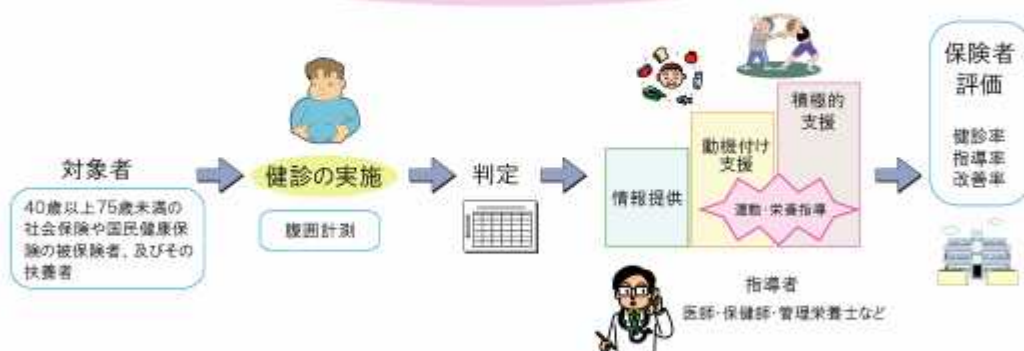 対象者
40歳以上75歳未満の
社会保険や国民健康保
険の被保険者、及びその
扶養者
健診の実施
腹囲計測
判定
情報提供
動機付け
支援
積極的
支援
運動・栄養指導
指導者
医師・保健師・管理栄養士など
保険者
評価
健診率
指導率
改善率